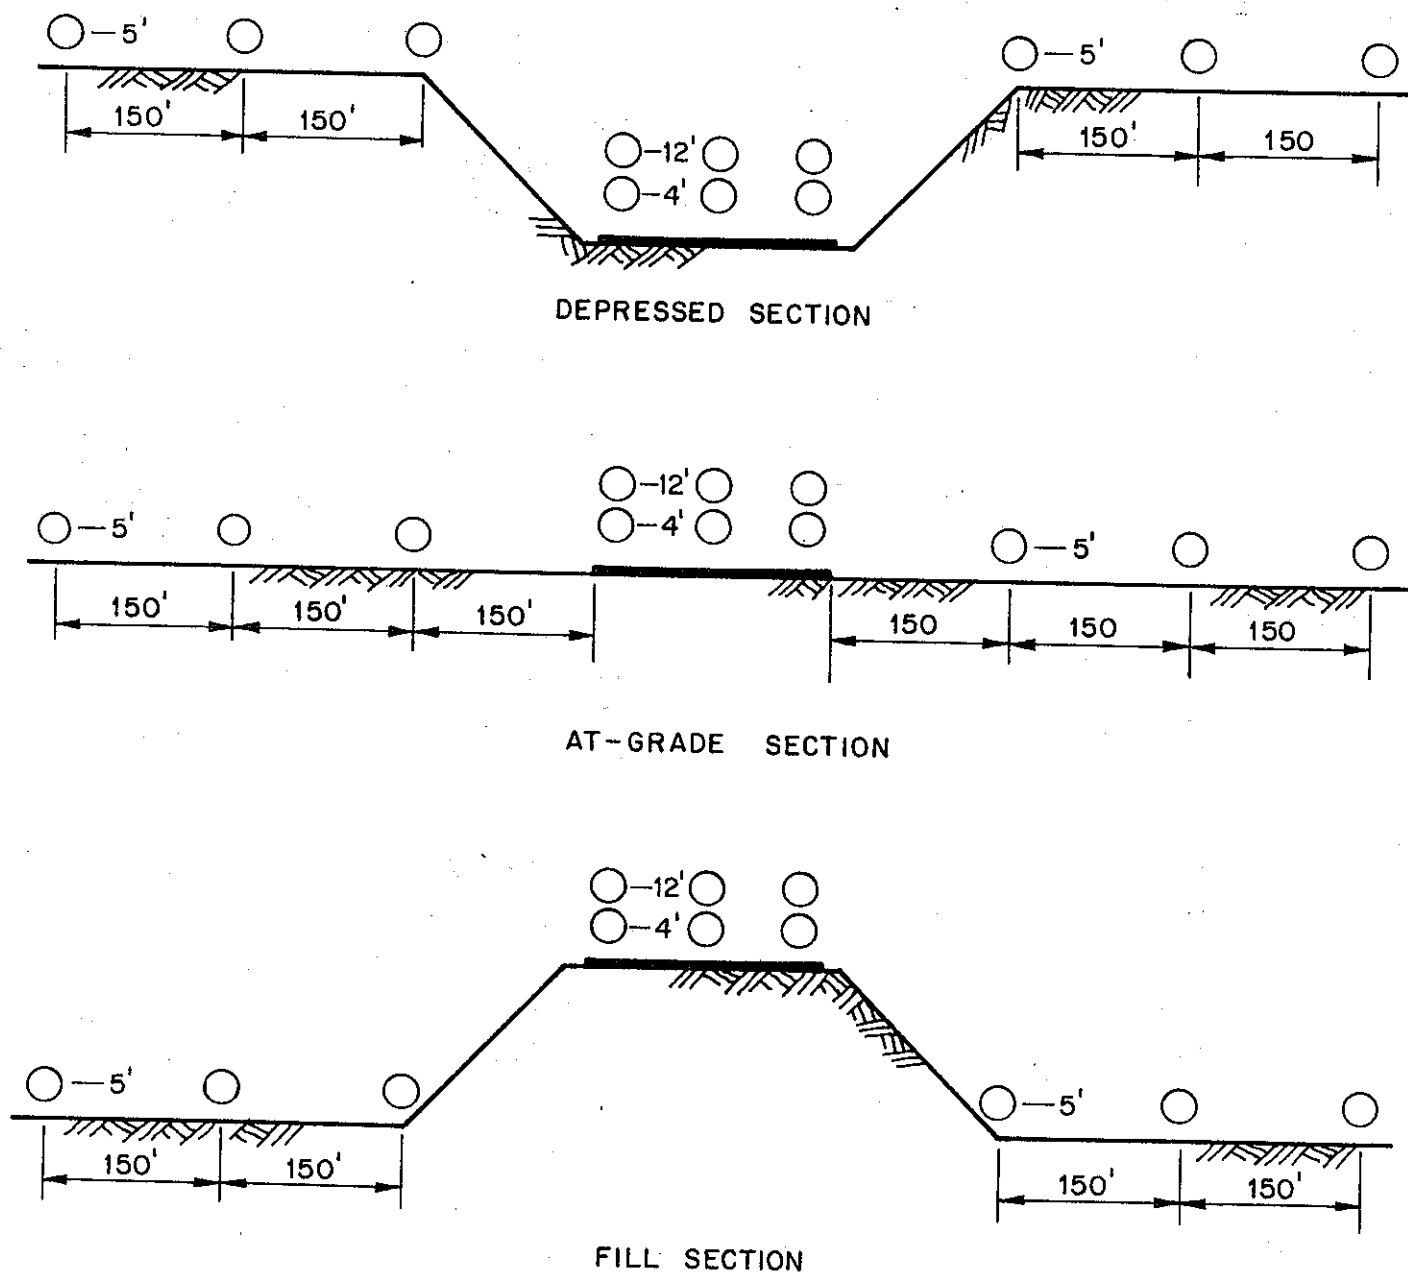 —5' —5'
150' 150' 150' 150
—12'
—4'
DEPRESSED SECTION
—12'
—5' —4' —5'
150' 150' 150' 150 150 150
AT-GRADE SECTION
—12'
—4'
—5' —5'
150' 150' 150' 150'
FILL SECTION